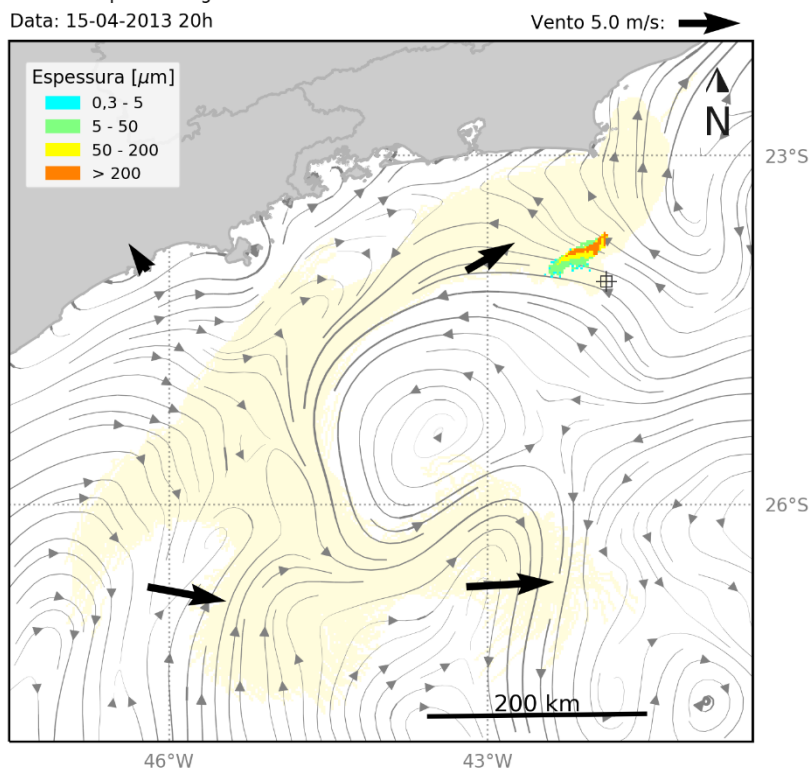 Data: 15-04-2013 20h
Vento 5.0 m/s:
Espessura [μm]
0,3 - 5
5 - 50
50 - 200
> 200
N
23°S
26°S
200 km
46°W
43°W